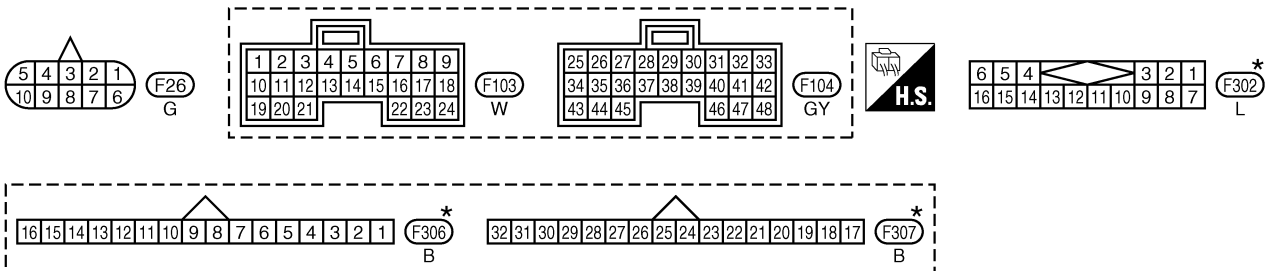 5 4 3 2 1
10 9 8 7 6
F26
G
1 2 3 4 5 6 7 8 9
10 11 12 13 14 15 16 17 18
19 20 21 22 23 24
F103
W
25 26 27 28 29 30 31 32 33
34 35 36 37 38 39 40 41 42
43 44 45 46 47 48
F104
GY
H.S.
6 5 4 3 2 1
16 15 14 13 12 11 10 9 8 7
*
F302
L
16 15 14 13 12 11 10 9 8 7 6 5 4 3 2 1
*
F306
B
32 31 30 29 28 27 26 25 24 23 22 21 20 19 18 17
*
F307
B